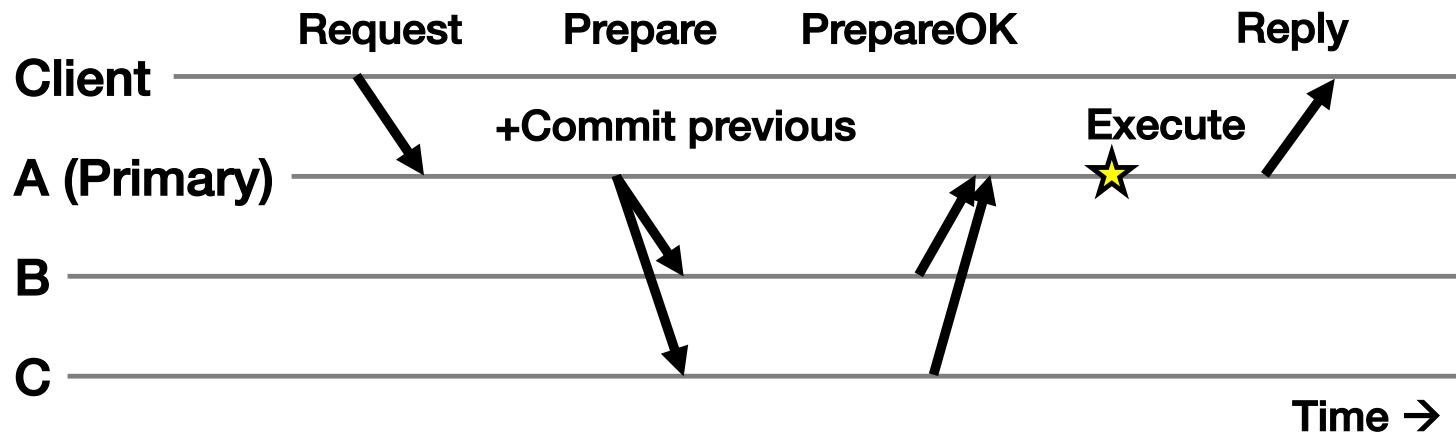 Request Prepare PrepareOK Reply
Client
+Commit previous Execute
A (Primary)
B
C
Time →